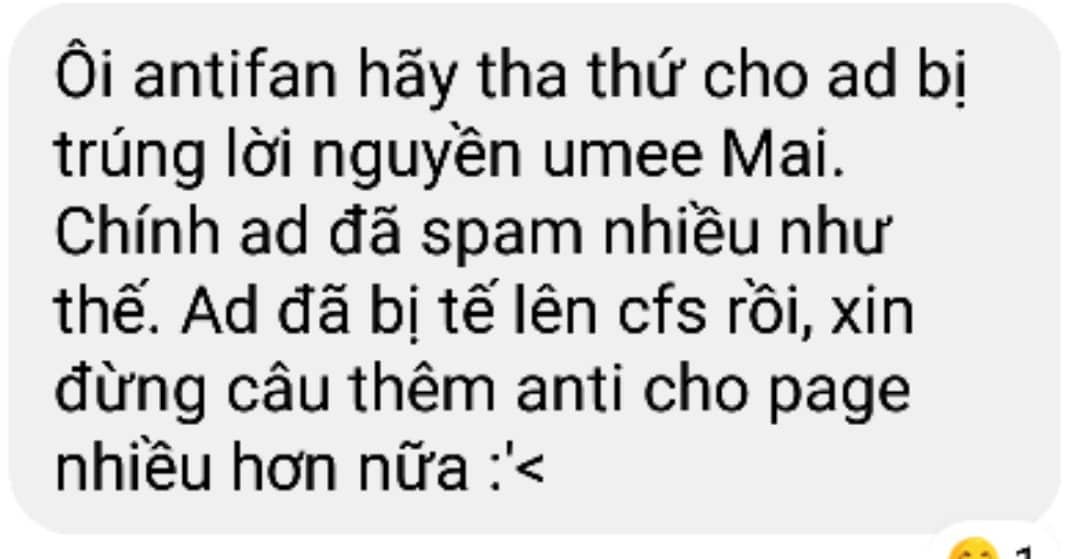 Ôi antifan hãy tha thứ cho ad bị
trúng lời nguyền umee Mai.
Chính ad đã spam nhiều như
thế. Ad đã bị tế lên cfs rồi, xin
đừng câu thêm anti cho page
nhiều hơn nữa :'<
1